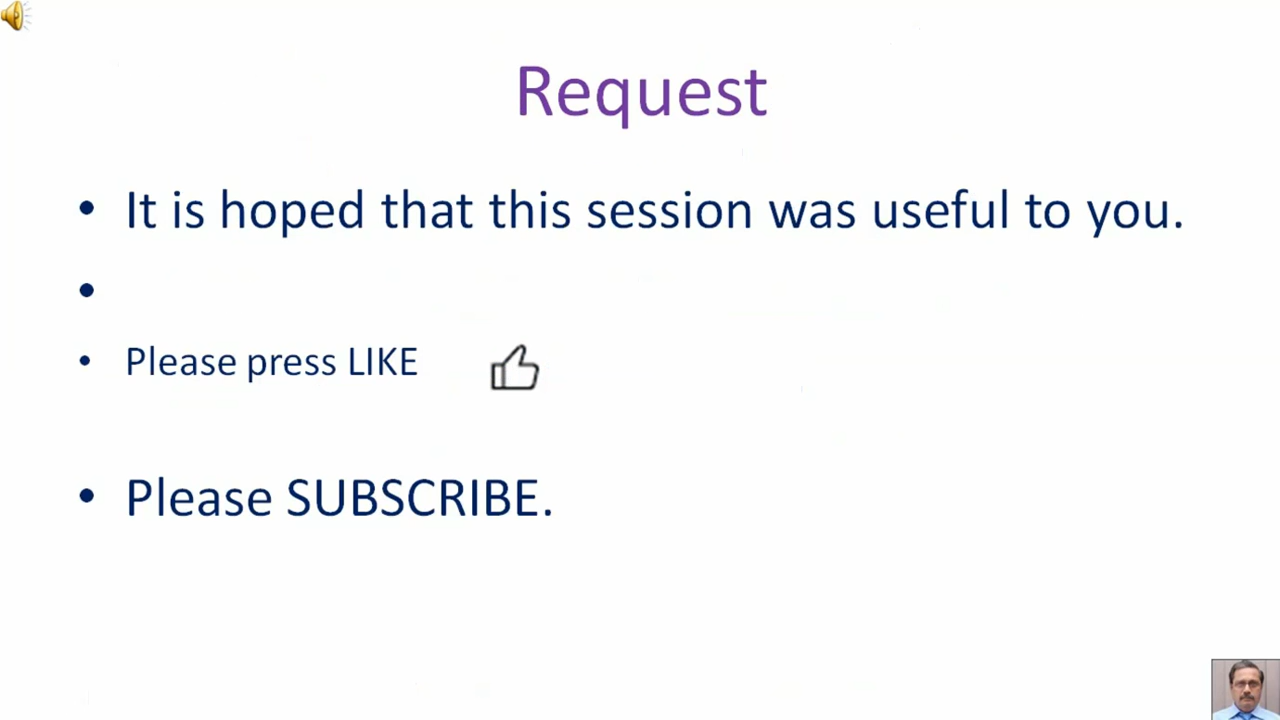 Request
• It is hoped that this session was useful to you.
•
• Please press LIKE
• Please SUBSCRIBE.